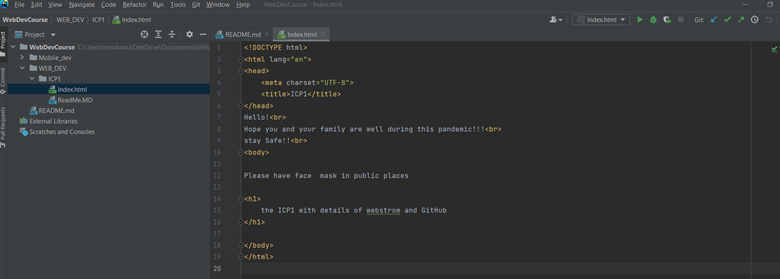 File Edit View Navigate Code Refactor Run Tools Git Window Help WebDevCourse - Index.html
WebDevCourse WEB_DEV ICP1 Index.html Index.html Git:
Project README.md Index.html
WebDevCourse
Mobile_dev
WEB_DEV
ICP1
Index.html
ReadMe.MD
README.md
External Libraries
Scratches and Consoles
Project
Commit
Pull Requests
1 <!DOCTYPE html>
2 <html lang="en">
3 <head>
4 <meta charset="UTF-8">
5 <title>ICP1</title>
6 </head>
7 Hello!<br>
8 Hope you and your family are well during this pandemic!!!<br>
9 stay Safe!!<br>
10 <body>
11
12 Please have face  mask in public places
13
14 <h1>
15 the ICP1 with details of webstrom and GitHub
16 </h1>
17
18 </body>
19 </html>
20